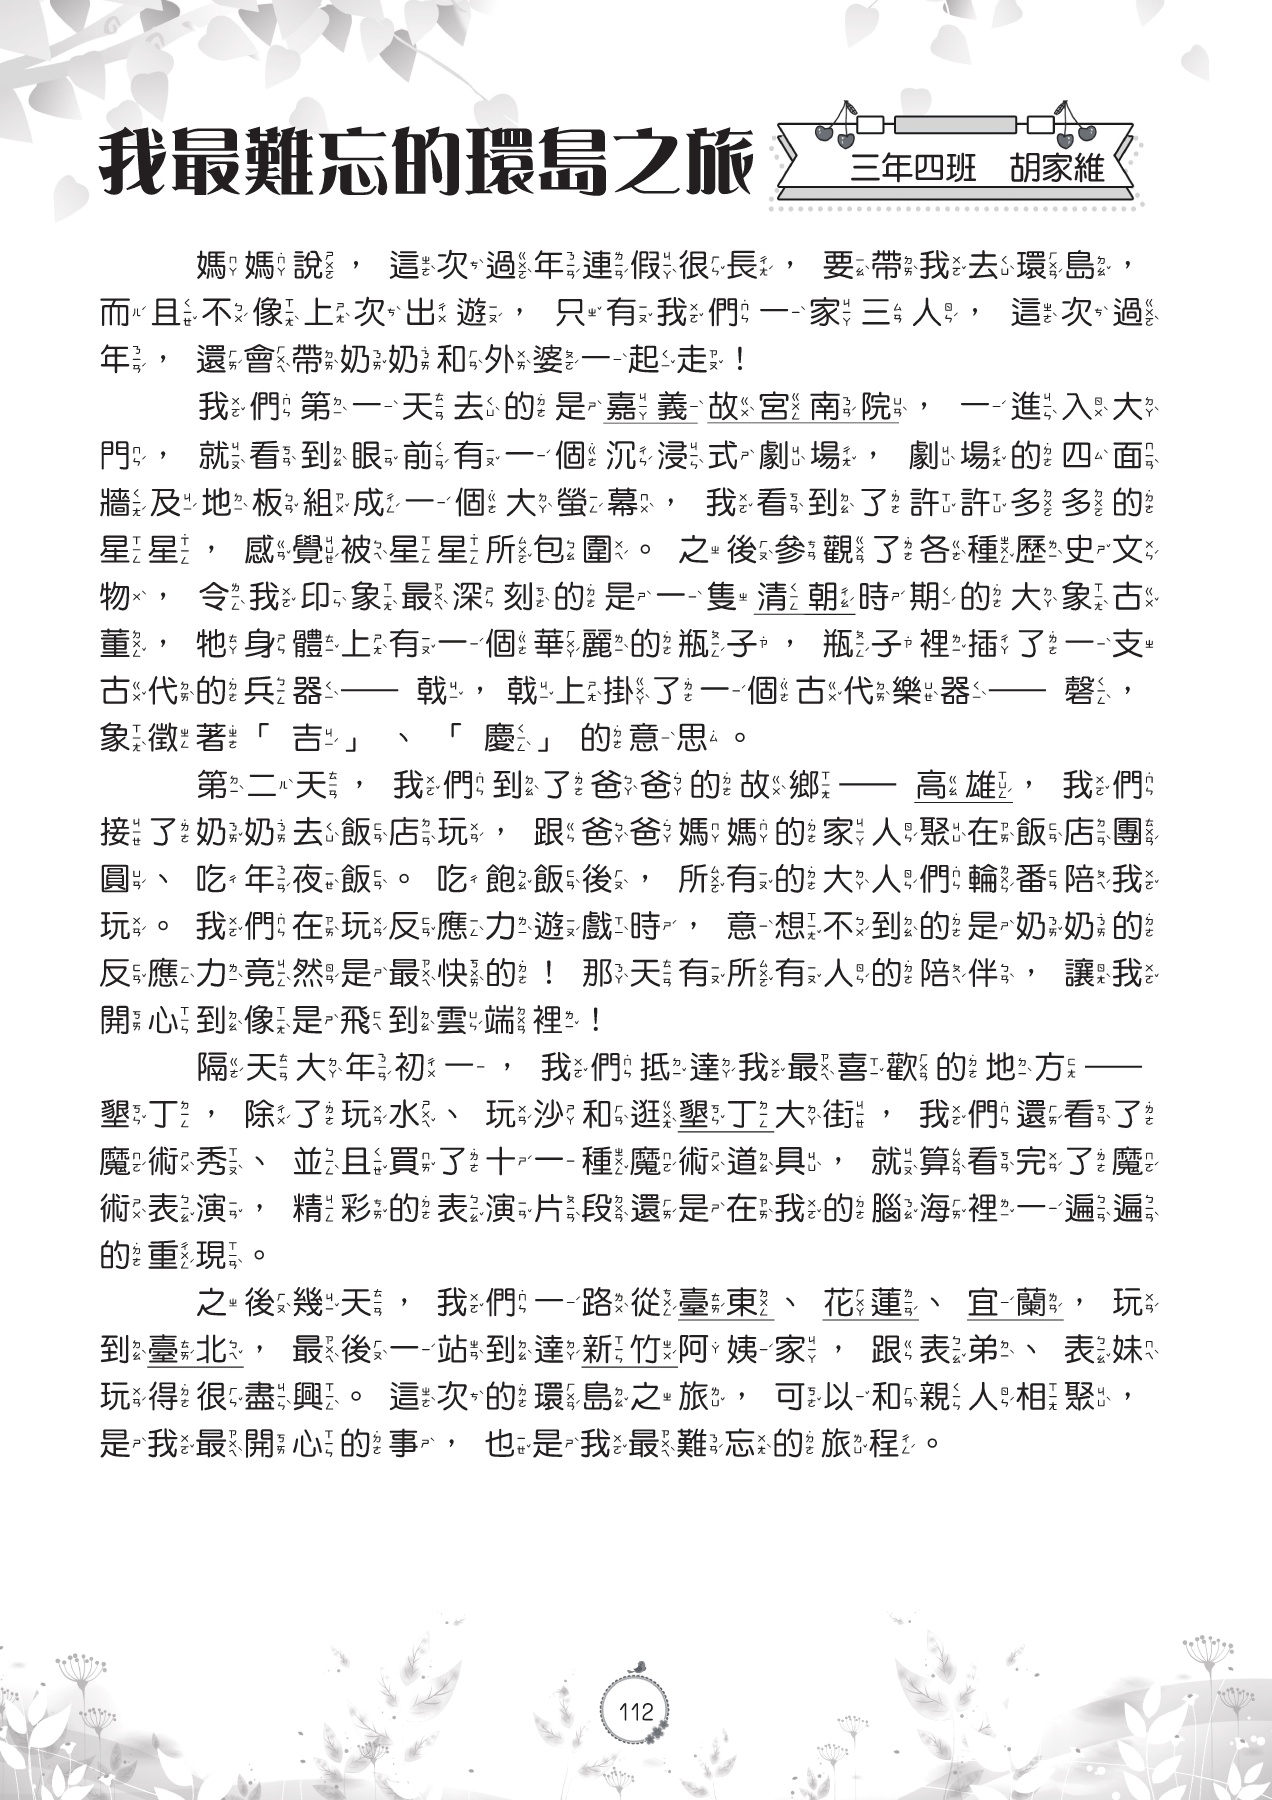 我最難忘的環島之旅
三年四班　胡家維
媽媽說，這次過年連假很長，要帶我去環島，
而且不像上次出遊，只有我們一家三人，這次過
年，還會帶奶奶和外婆一起走！
我們第一天去的是嘉義故宮南院，一進入大
門，就看到眼前有一個沉浸式劇場，劇場的四面
牆及地板組成一個大螢幕，我看到了許許多多的
星星，感覺被星星所包圍。之後參觀了各種歷史文
物，令我印象最深刻的是一隻清朝時期的大象古
董，牠身體上有一個華麗的瓶子，瓶子裡插了一支
古代的兵器——戟，戟上掛了一個古代樂器——磬，
象徵著「吉」、「慶」的意思。
第二天，我們到了爸爸的故鄉——高雄，我們
接了奶奶去飯店玩，跟爸爸媽媽的家人聚在飯店團
圓、吃年夜飯。吃飽飯後，所有的大人們輪番陪我
玩。我們在玩反應力遊戲時，意想不到的是奶奶的
反應力竟然是最快的！那天有所有人的陪伴，讓我
開心到像是飛到雲端裡！
隔天大年初一，我們抵達我最喜歡的地方——
墾丁，除了玩水、玩沙和逛墾丁大街，我們還看了
魔術秀、並且買了十一種魔術道具，就算看完了魔
術表演，精彩的表演片段還是在我的腦海裡一遍遍
的重現。
之後幾天，我們一路從臺東、花蓮、宜蘭，玩
到臺北，最後一站到達新竹阿姨家，跟表弟、表妹
玩得很盡興。這次的環島之旅，可以和親人相聚，
是我最開心的事，也是我最難忘的旅程。
112